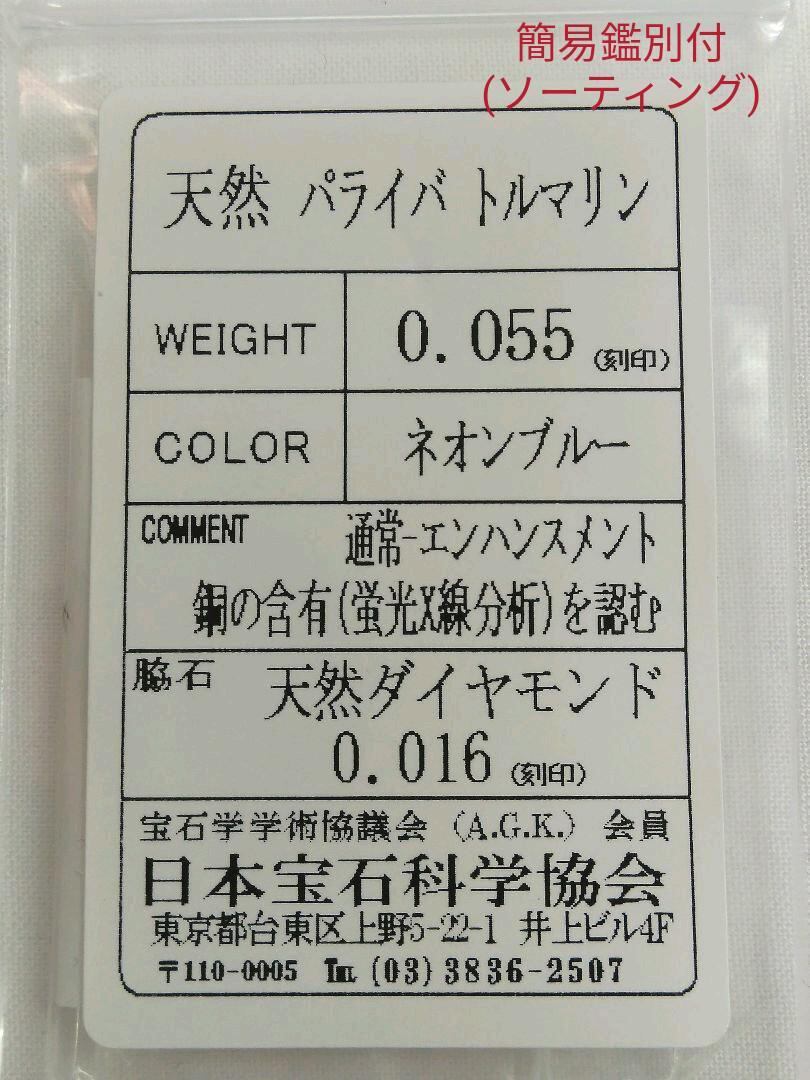 簡易鑑別付
(ソーティング)
天然 パライバ トルマリン
WEIGHT 0.055 (刻印)
COLOR ネオンブルー
COMMENT 通常-エンハンスメント
銅の含有(蛍光X線分析)を認む
脇石 天然ダイヤモンド
0.016 (刻印)
宝石学学術協議会 (A.G.K.) 会員
日本宝石科学協会
東京都台東区上野5-22-1 井上ビル4F
〒110-0005 TEL (03) 3836-2507